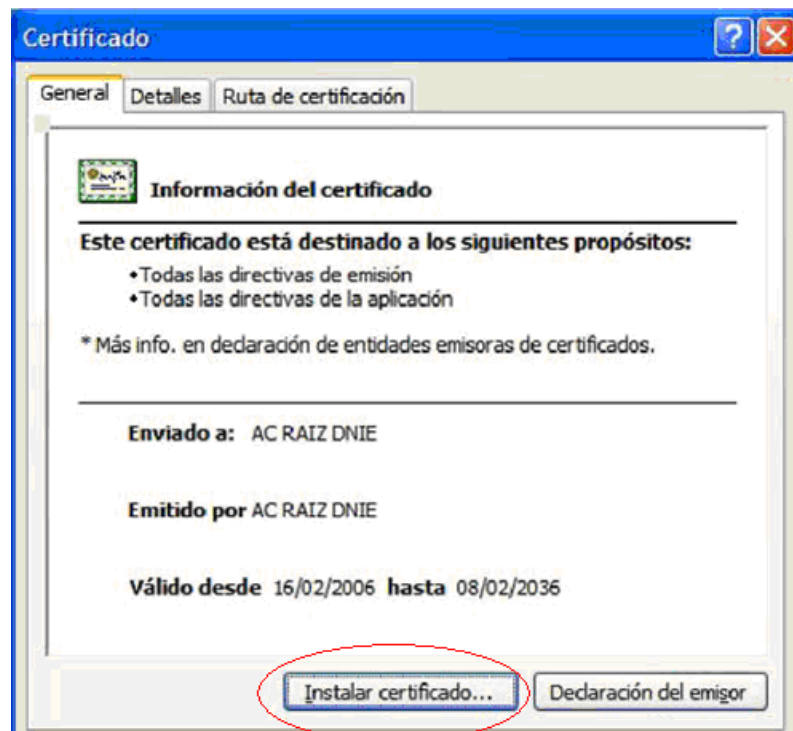 Certificado
General Detalles Ruta de certificación
Información del certificado
Este certificado está destinado a los siguientes propósitos:
•Todas las directivas de emisión
•Todas las directivas de la aplicación
* Más info. en declaración de entidades emisoras de certificados.
Enviado a: AC RAIZ DNIE
Emitido por AC RAIZ DNIE
Válido desde 16/02/2006 hasta 08/02/2036
Instalar certificado... Declaración del emisor